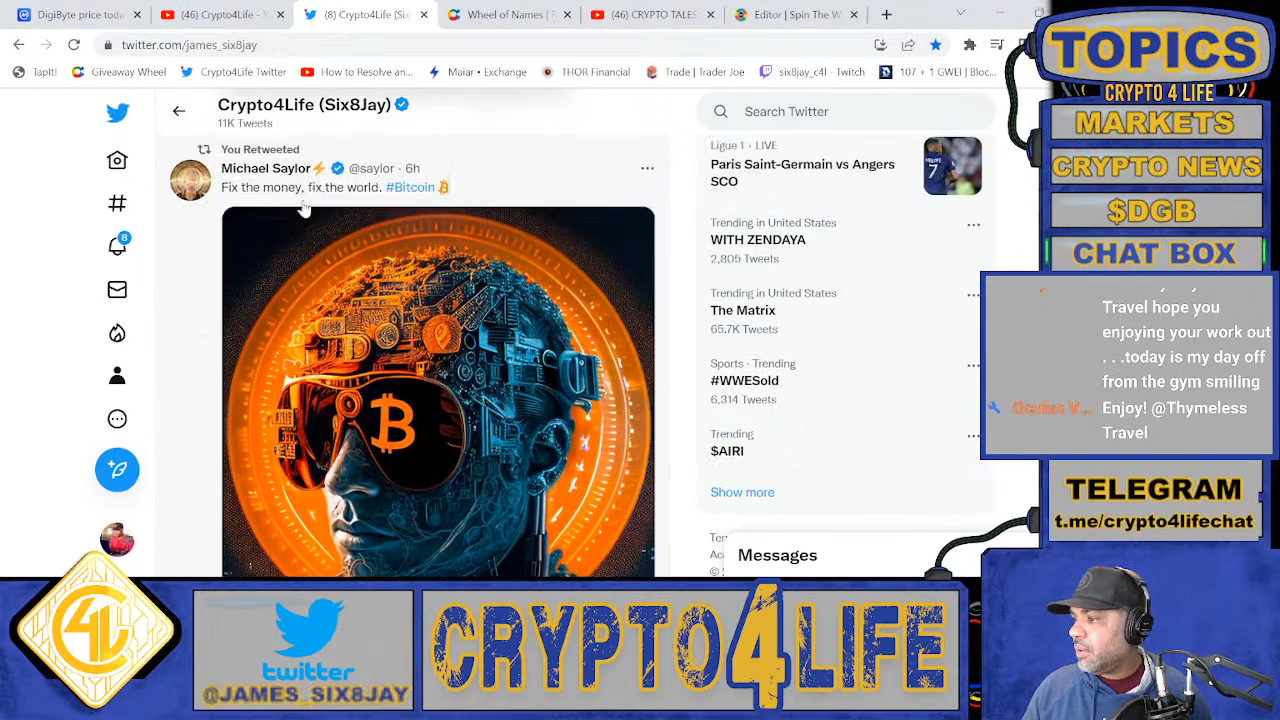 DigiByte price today
(46) Crypto4Life -
(8) Crypto4Life (Six
Wheel of Names |
(46) CRYPTO TALES
Editor | Spin The W
twitter.com/james_six8jay
TapIt!
Giveaway Wheel
Crypto4Life Twitter
How to Resolve an...
Maiar • Exchange
THOR Financial
Trade | Trader Joe
six8jay_c4l - Twitch
107 + 1 GWEI | Bloc...
Crypto4Life (Six8Jay)
11K Tweets
You Retweeted
Michael Saylor⚡ @saylor · 6h
Fix the money, fix the world. #Bitcoin
8
Search Twitter
Ligue 1 · LIVE
Paris Saint-Germain vs Angers
SCO
Trending in United States
WITH ZENDAYA
2,805 Tweets
Trending in United States
The Matrix
65.7K Tweets
Sports · Trending
#WWESold
6,314 Tweets
Trending
$AIRI
Show more
Messages
TOPICS
CRYPTO 4 LIFE
MARKETS
CRYPTO NEWS
$DGB
CHAT BOX
Travel hope you
enjoying your work out
. . .today is my day off
from the gym smiling
Oculus V... Enjoy! @Thymeless
Travel
TELEGRAM
t.me/crypto4lifechat
C4L
twitter
@JAMES_SIX8JAY
CRYPTO4LIFE